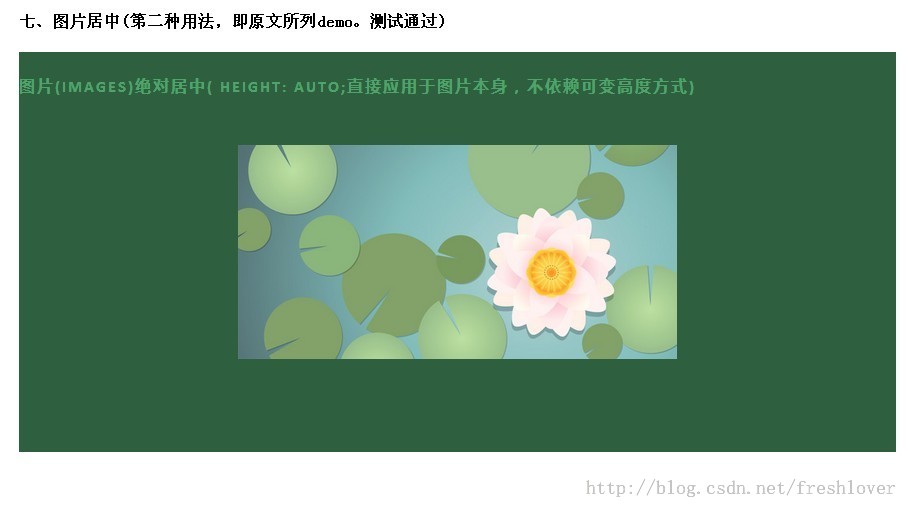 七、图片居中(第二种用法，即原文所列demo。测试通过)
图片(IMAGES)绝对居中( HEIGHT: AUTO;直接应用于图片本身，不依赖可变高度方式)
http://blog.csdn.net/freshlover